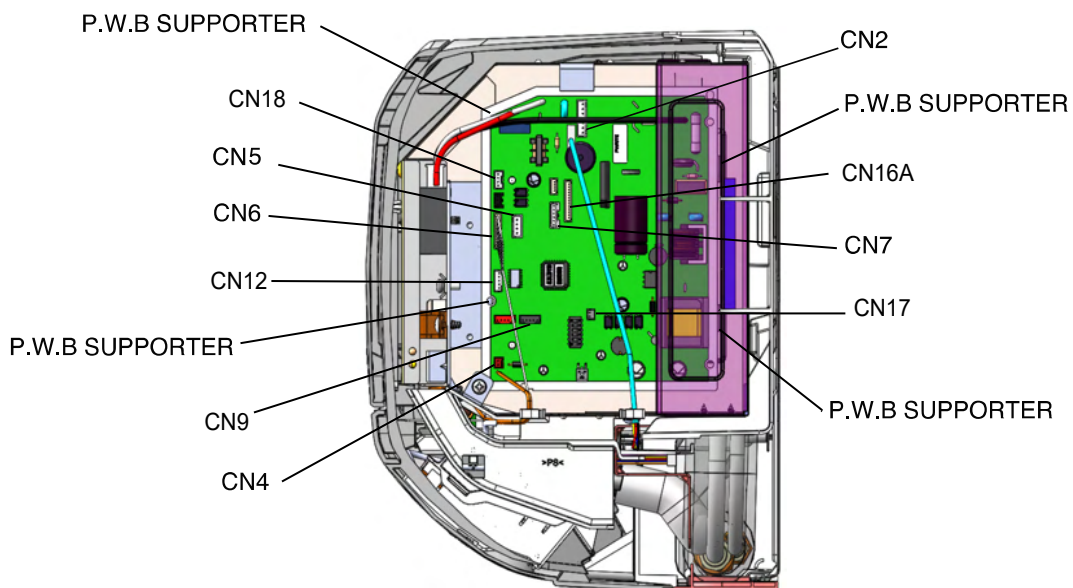 P.W.B SUPPORTER
CN2
CN18
P.W.B SUPPORTER
CN5
CN16A
CN6
CN7
CN12
CN17
P.W.B SUPPORTER
CN9
P.W.B SUPPORTER
CN4
>PS<